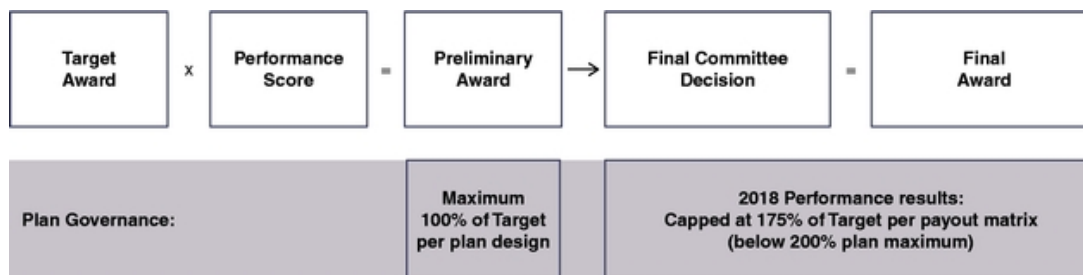 Target
Award
x
Performance
Score
=
Preliminary
Award
→
Final Committee
Decision
=
Final
Award
Plan Governance:
Maximum
100% of Target
per plan design
2018 Performance results:
Capped at 175% of Target per payout matrix
(below 200% plan maximum)